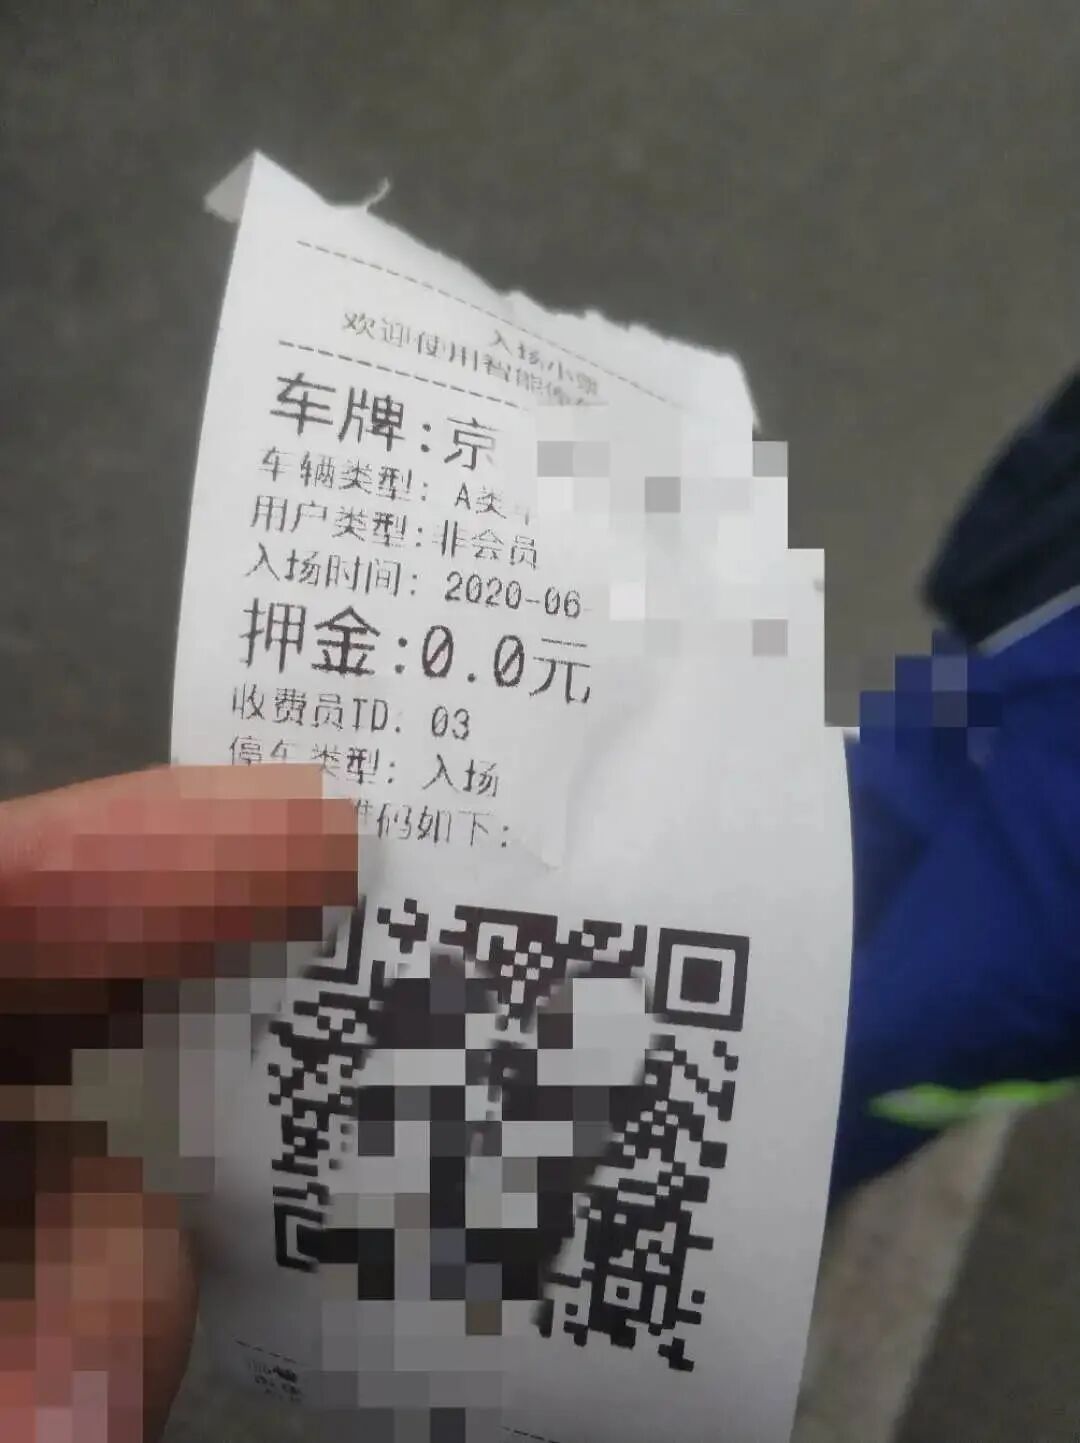 入场小票
欢迎使用智能停车
车牌:京
车辆类型: A类车
用户类型:非会员
入场时间: 2020-06-
押金:0.0元
收费员ID: 03
停车类型: 入场
维码如下: